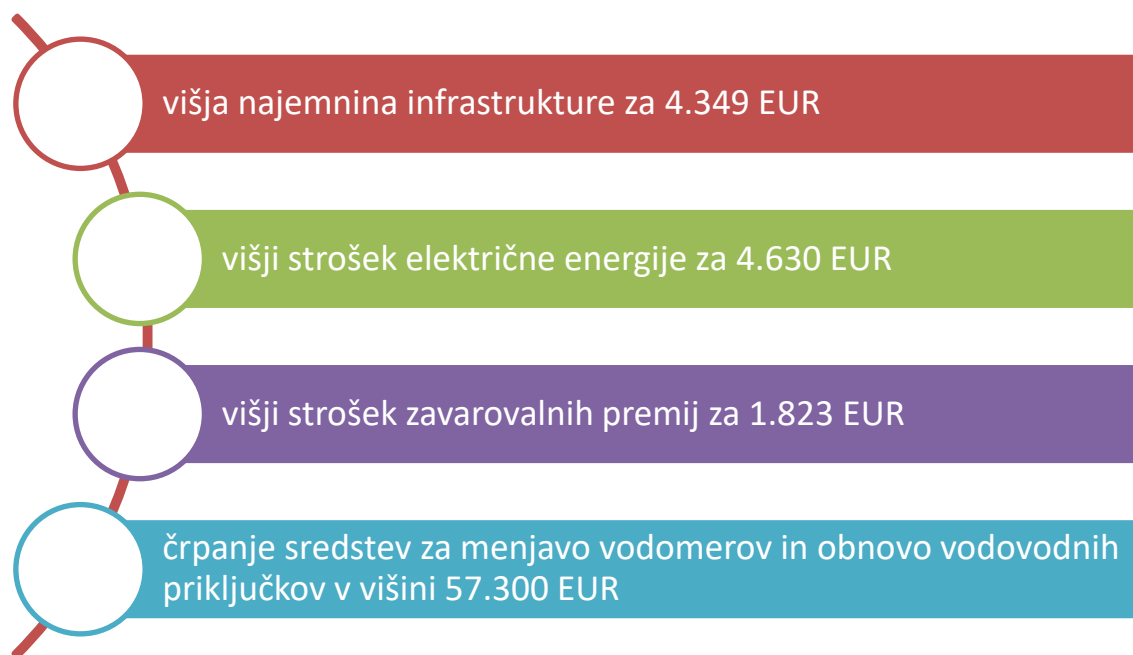 višja najemnina infrastrukture za 4.349 EUR
višji strošek električne energije za 4.630 EUR
višji strošek zavarovalnih premij za 1.823 EUR
črpanje sredstev za menjavo vodomerov in obnovo vodovodnih
priključkov v višini 57.300 EUR